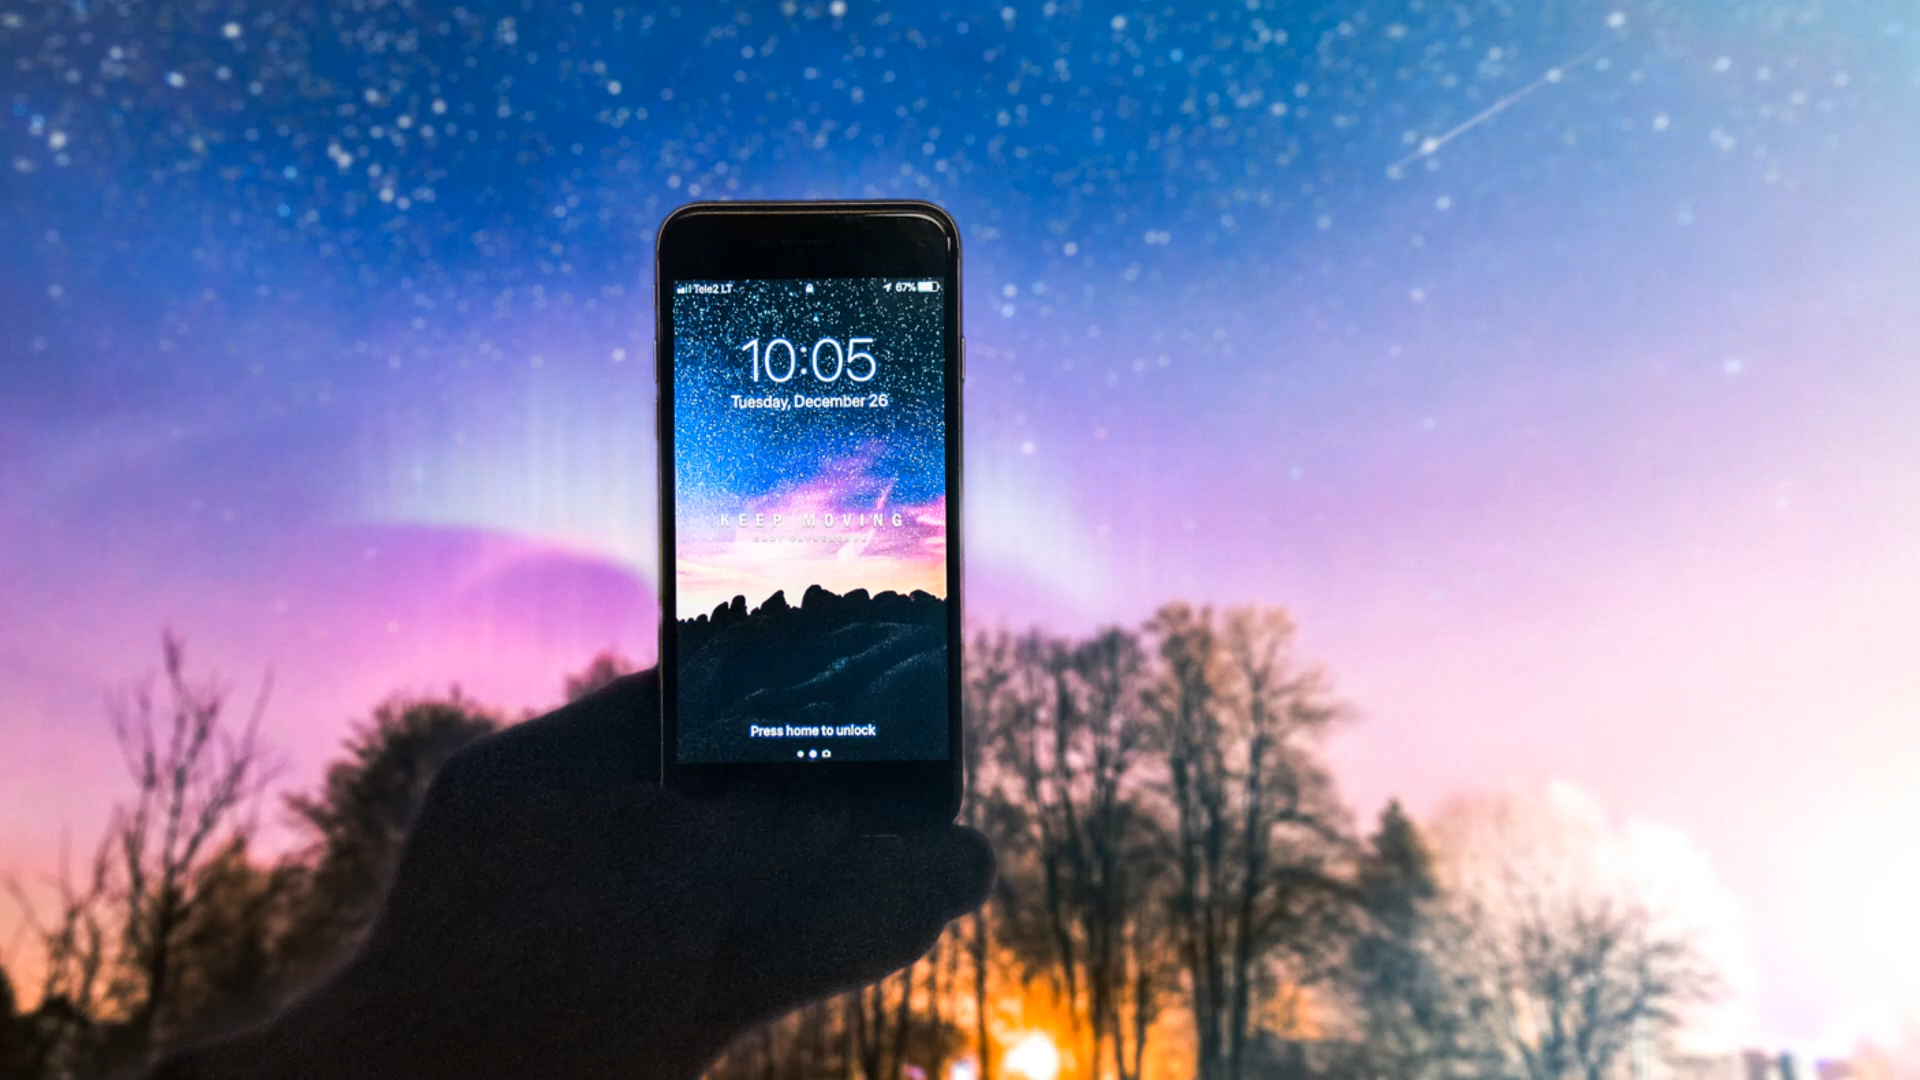 Tele2 LT 67%
10:05
Tuesday, December 26
KEEP MOVING
Press home to unlock